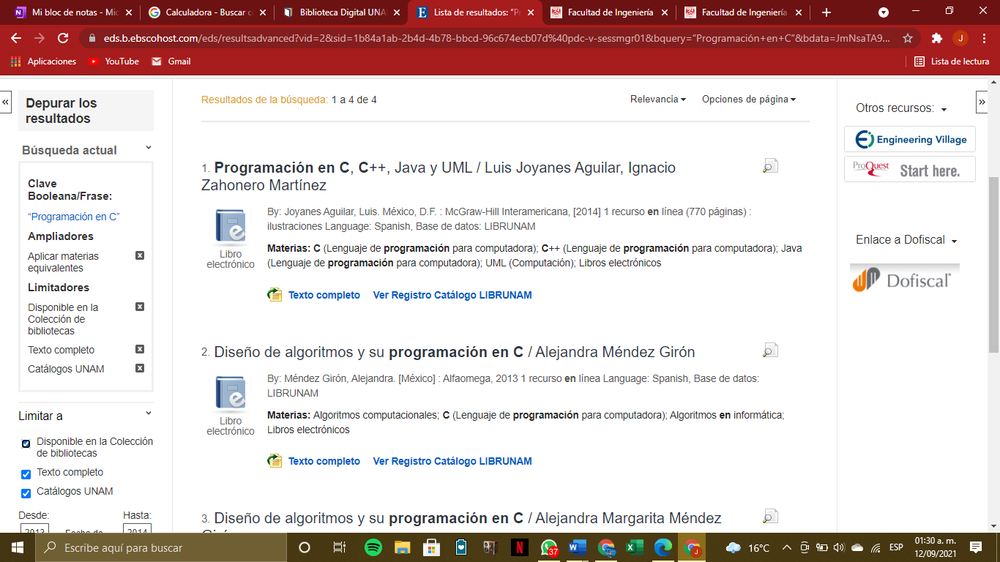 Mi bloc de notas - Mic
Calculadora - Buscar c
Biblioteca Digital UNA
Lista de resultados: “Pr
Facultad de Ingeniería
Facultad de Ingeniería
eds.b.ebscohost.com/eds/resultsadvanced?vid=2&sid=1b84a1ab-2b4d-4b78-bbcd-96c674ecb07d%40pdc-v-sessmgr01&bquery="Programación+en+C"&bdata=JmNsaTA9...
J
Aplicaciones
YouTube
Gmail
Lista de lectura
Depurar los
resultados
Búsqueda actual
Clave
Booleana/Frase:
“Programación en C”
Ampliadores
Aplicar materias
equivalentes
Limitadores
Disponible en la
Colección de
bibliotecas
Texto completo
Catálogos UNAM
Limitar a
Disponible en la Colección
de bibliotecas
Texto completo
Catálogos UNAM
Desde:
Hasta:
2013
Fecha de
2014
Resultados de la búsqueda: 1 a 4 de 4
Relevancia
Opciones de página
1. Programación en C, C++, Java y UML / Luis Joyanes Aguilar, Ignacio
Zahonero Martínez
Libro
electrónico
By: Joyanes Aguilar, Luis. México, D.F. : McGraw-Hill Interamericana, [2014] 1 recurso en línea (770 páginas) :
ilustraciones Language: Spanish, Base de datos: LIBRUNAM
Materias: C (Lenguaje de programación para computadora); C++ (Lenguaje de programación para computadora); Java
(Lenguaje de programación para computadora); UML (Computación); Libros electrónicos
Texto completo
Ver Registro Catálogo LIBRUNAM
2. Diseño de algoritmos y su programación en C / Alejandra Méndez Girón
Libro
electrónico
By: Méndez Girón, Alejandra. [México] : Alfaomega, 2013 1 recurso en línea Language: Spanish, Base de datos:
LIBRUNAM
Materias: Algoritmos computacionales; C (Lenguaje de programación para computadora); Algoritmos en informática;
Libros electrónicos
Texto completo
Ver Registro Catálogo LIBRUNAM
3. Diseño de algoritmos y su programación en C / Alejandra Margarita Méndez
Girón
Otros recursos:
Engineering Village
ProQuest Start here.
Enlace a Dofiscal
Dofiscal
Escribe aquí para buscar
37
16°C
ESP
01:30 a. m.
12/09/2021